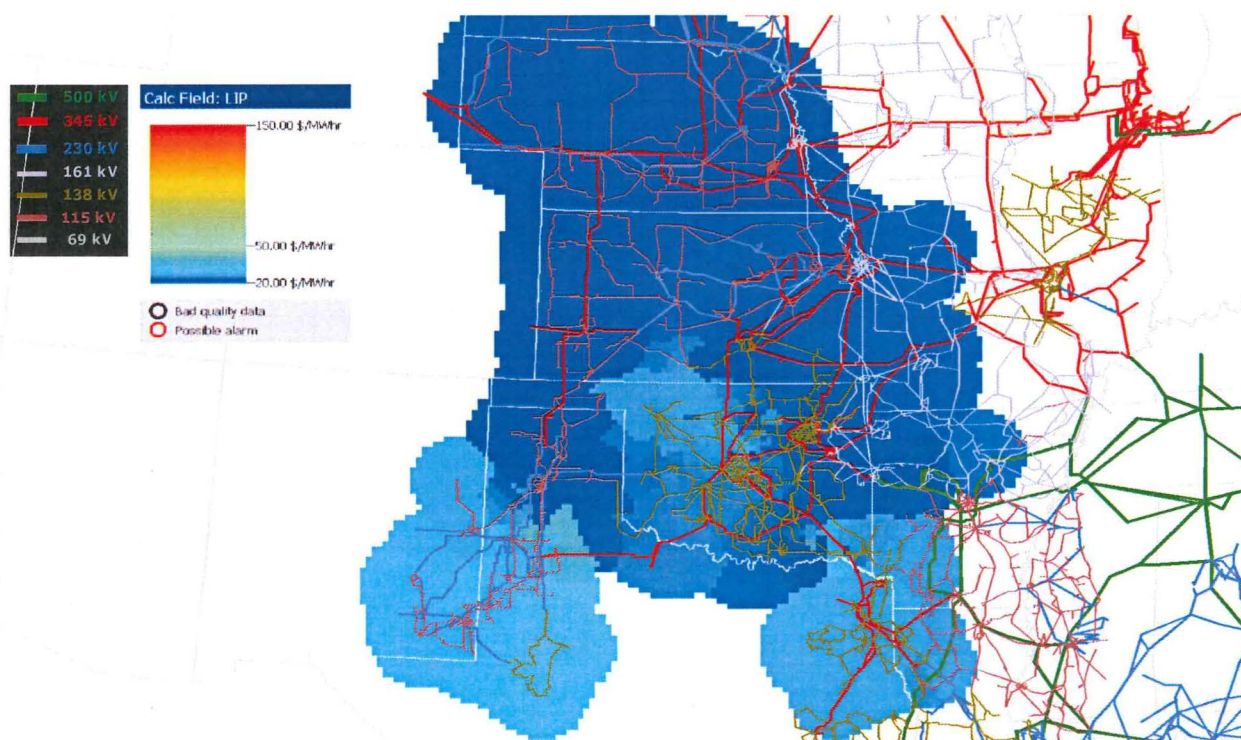 500 kV
345 kV
230 kV
161 kV
138 kV
115 kV
69 kV
Calc Field: LIP
150.00 $/MWhr
50.00 $/MWhr
20.00 $/MWhr
Bad quality data
Possible alarm